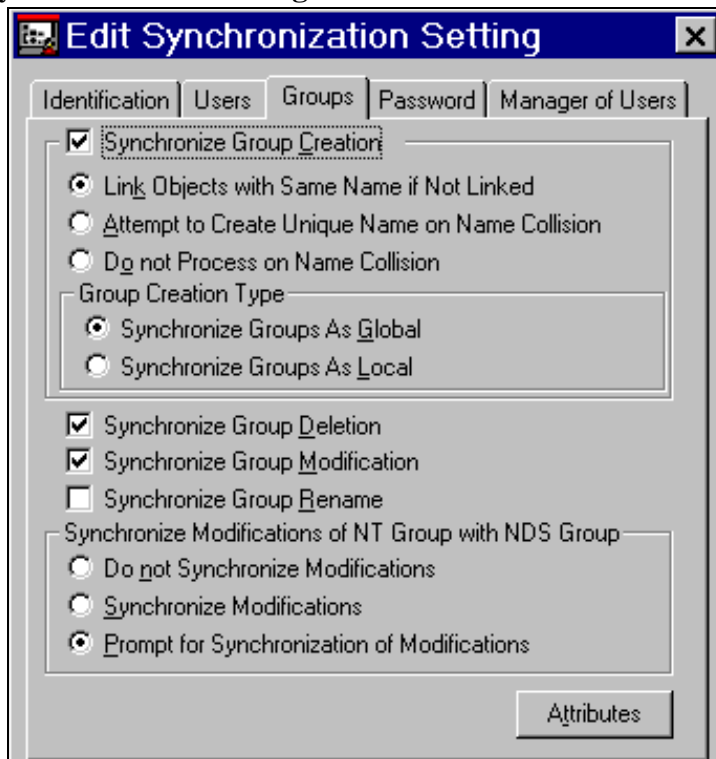 Edit Synchronization Setting
Identification Users Groups Password Manager of Users
Synchronize Group Creation
Link Objects with Same Name if Not Linked
Attempt to Create Unique Name on Name Collision
Do not Process on Name Collision
Group Creation Type
Synchronize Groups As Global
Synchronize Groups As Local
Synchronize Group Deletion
Synchronize Group Modification
Synchronize Group Rename
Synchronize Modifications of NT Group with NDS Group
Do not Synchronize Modifications
Synchronize Modifications
Prompt for Synchronization of Modifications
Attributes